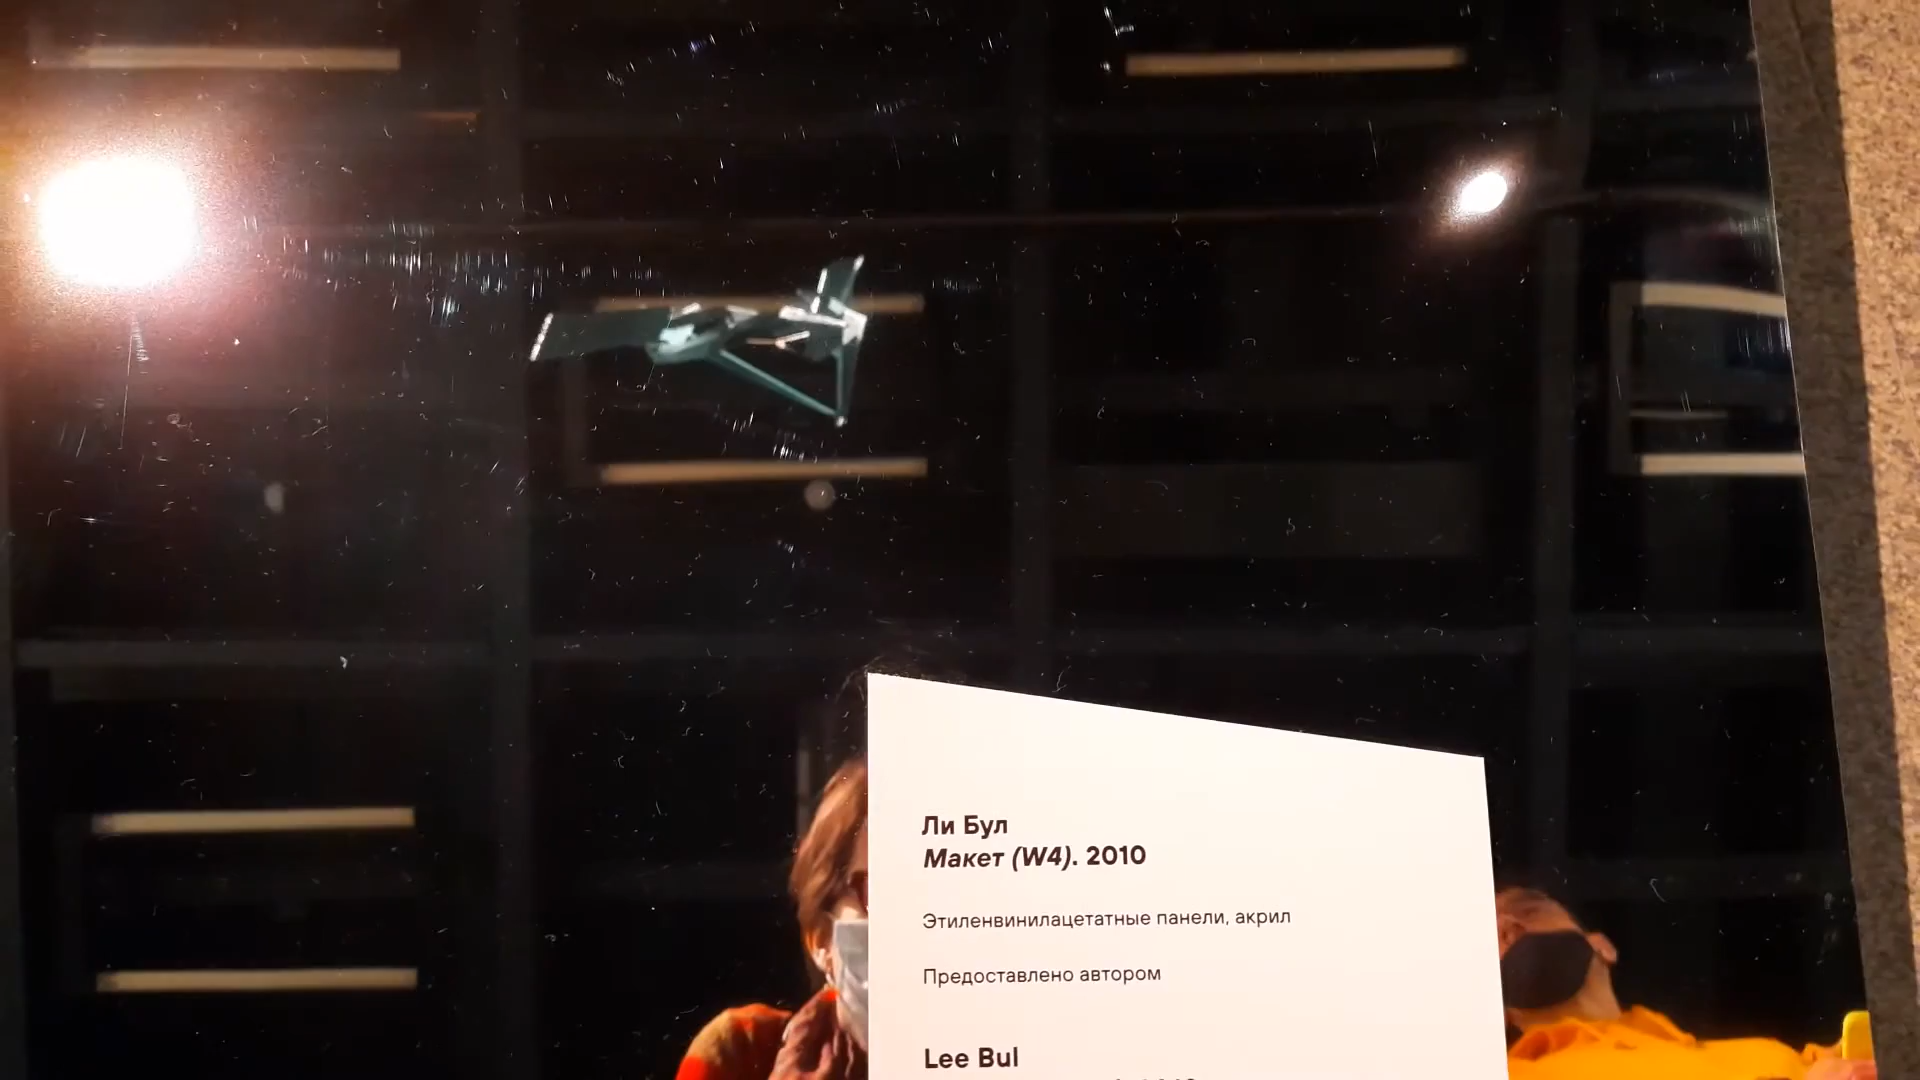 Ли Бул
Макет (W4). 2010
Этиленвинилацетатные панели, акрил
Предоставлено автором
Lee Bul